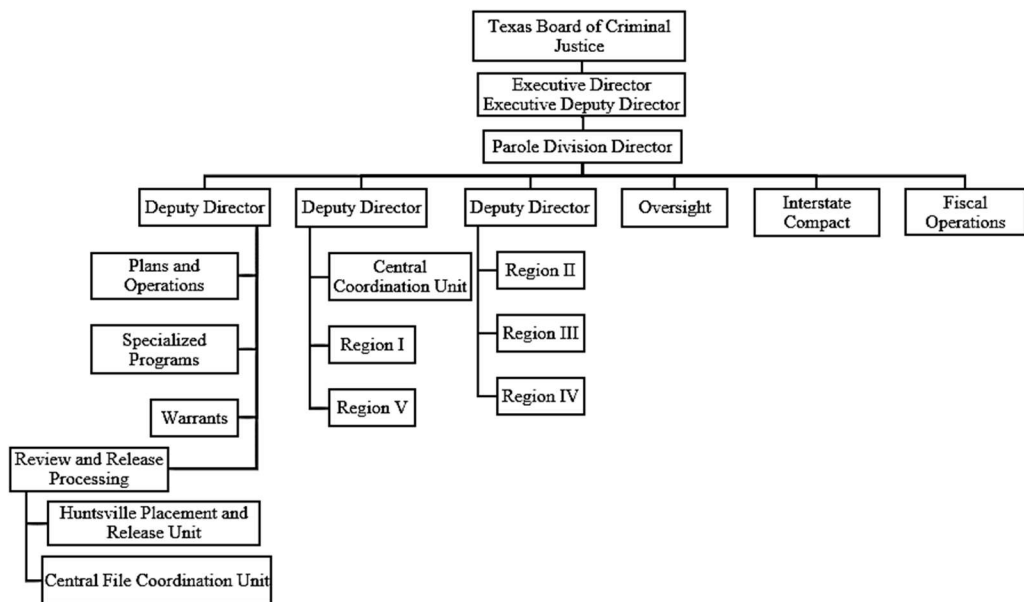 Texas Board of Criminal
Justice
Executive Director
Executive Deputy Director
Parole Division Director
Deputy Director
Deputy Director
Deputy Director
Oversight
Interstate
Compact
Fiscal
Operations
Plans and
Operations
Specialized
Programs
Warrants
Review and Release
Processing
Huntsville Placement and
Release Unit
Central File Coordination Unit
Central
Coordination Unit
Region I
Region V
Region II
Region III
Region IV